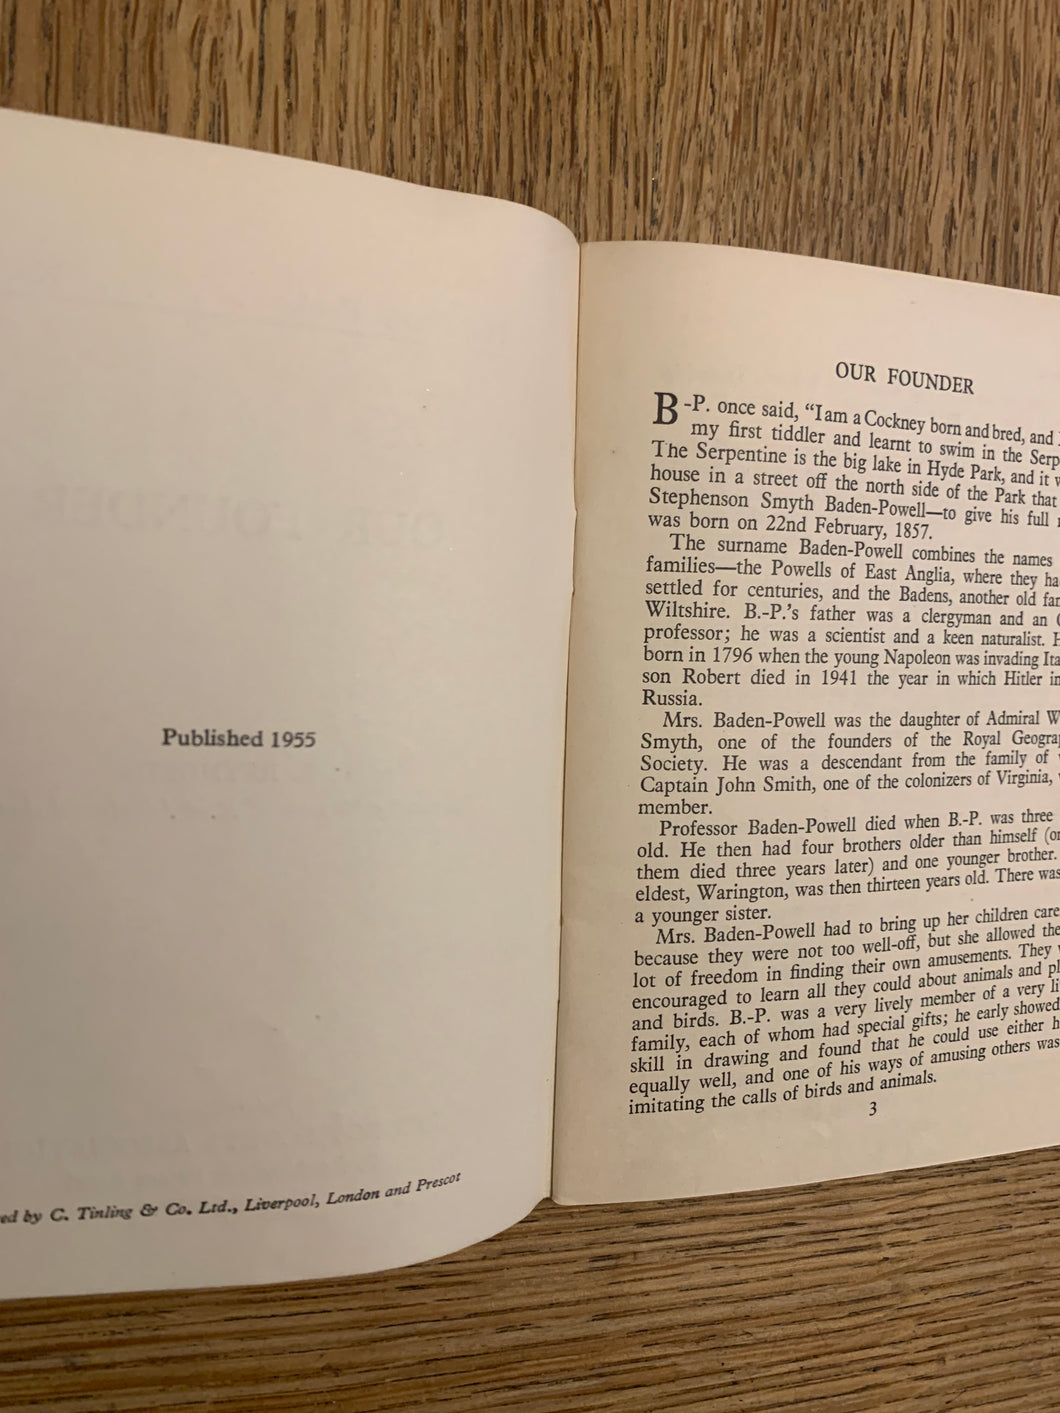 Published 1955
by C. Tinling & Co. Ltd., Liverpool, London and Prescot
OUR FOUNDER
B-P. once said, “I am a Cockney born and bred, and
my first tiddler and learnt to swim in the
The Serpentine is the big lake in Hyde Park, and it
house in a street off the north side of the Park that
Stephenson Smyth Baden-Powell—to give his full
was born on 22nd February, 1857.
The surname Baden-Powell combines the names
families—the Powells of East Anglia, where they
settled for centuries, and the Badens, another old
Wiltshire. B.-P.'s father was a clergyman and an
professor; he was a scientist and a keen naturalist.
born in 1796 when the young Napoleon was invading
son Robert died in 1941 the year in which Hitler
Russia.
Mrs. Baden-Powell was the daughter of Admiral
Smyth, one of the founders of the Royal
Society. He was a descendant from the family of
Captain John Smith, one of the colonizers of Virginia,
member.
Professor Baden-Powell died when B.-P. was three
old. He then had four brothers older than himself
them died three years later) and one younger brother.
eldest, Warington, was then thirteen years old. There was
a younger sister.
Mrs. Baden-Powell had to bring up her children
because they were not too well-off, but she allowed
lot of freedom in finding their own amusements. They
encouraged to learn all they could about animals and
and birds. B.-P. was a very lively member of a very
family, each of whom had special gifts; he early showed
skill in drawing and found that he could use either
equally well, and one of his ways of amusing others was
imitating the calls of birds and animals.
3